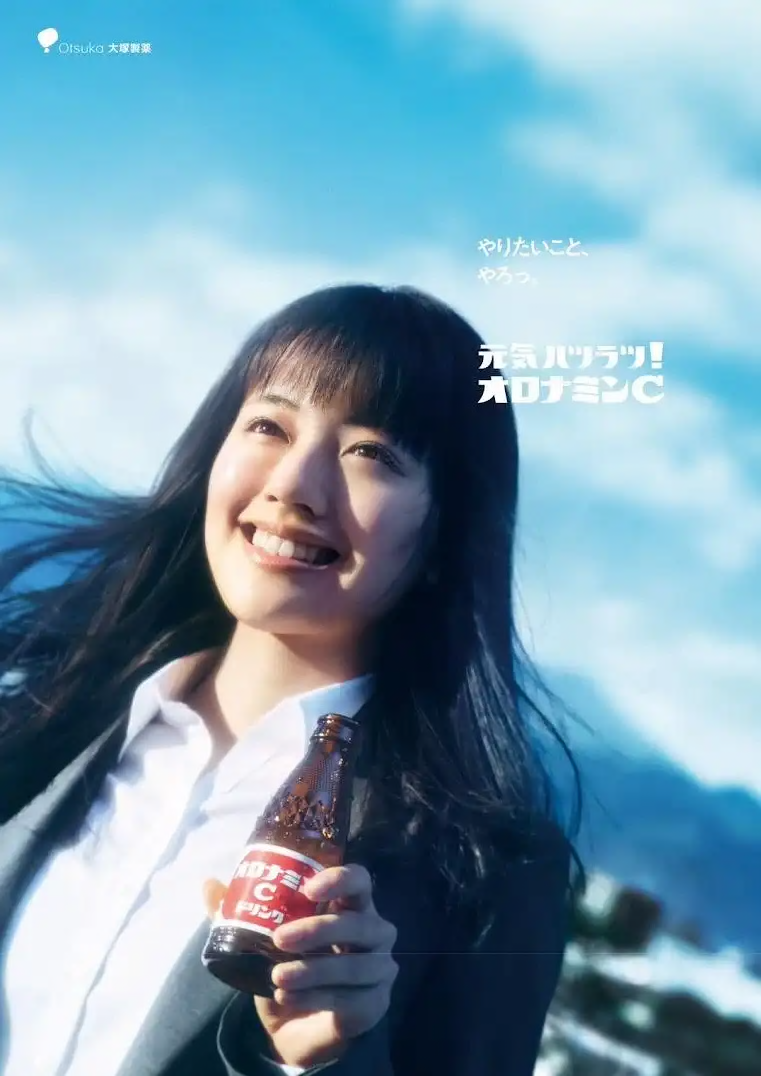 Otsuka 大塚製薬
やりたいこと、
やろっ。
元気ハツラツ!
オロナミンC
オロナミン
C
ドリンク